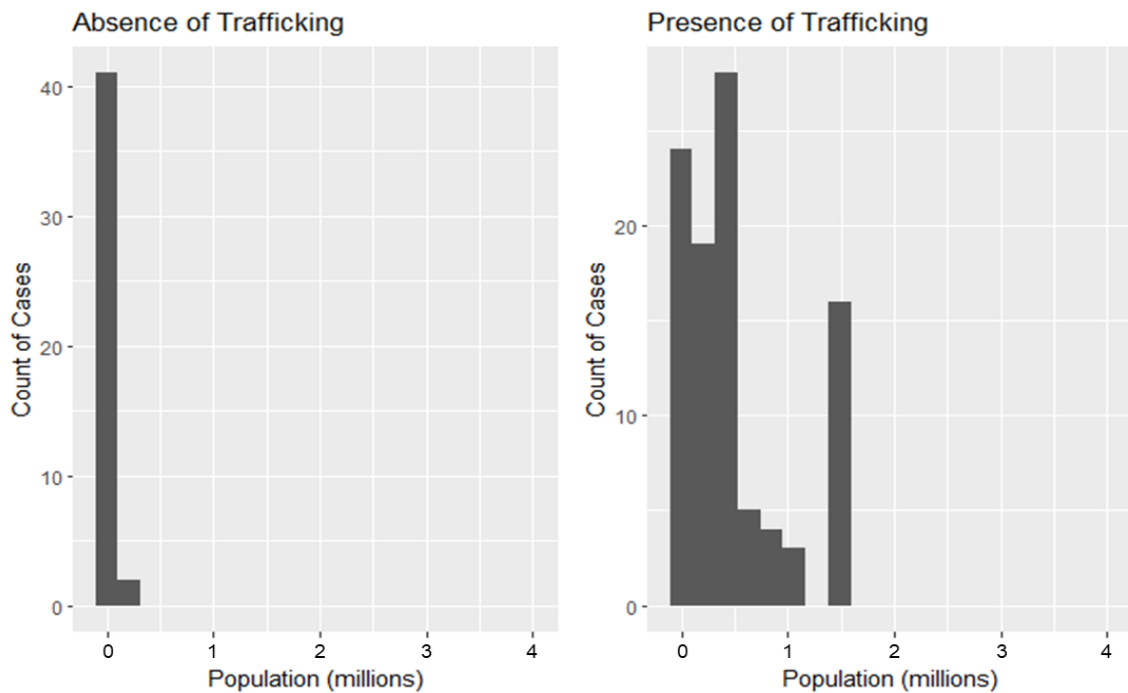 Absence of Trafficking
Count of Cases
40
30
20
10
0
0 1 2 3 4
Population (millions)
Presence of Trafficking
Count of Cases
20
10
0
0 1 2 3 4
Population (millions)